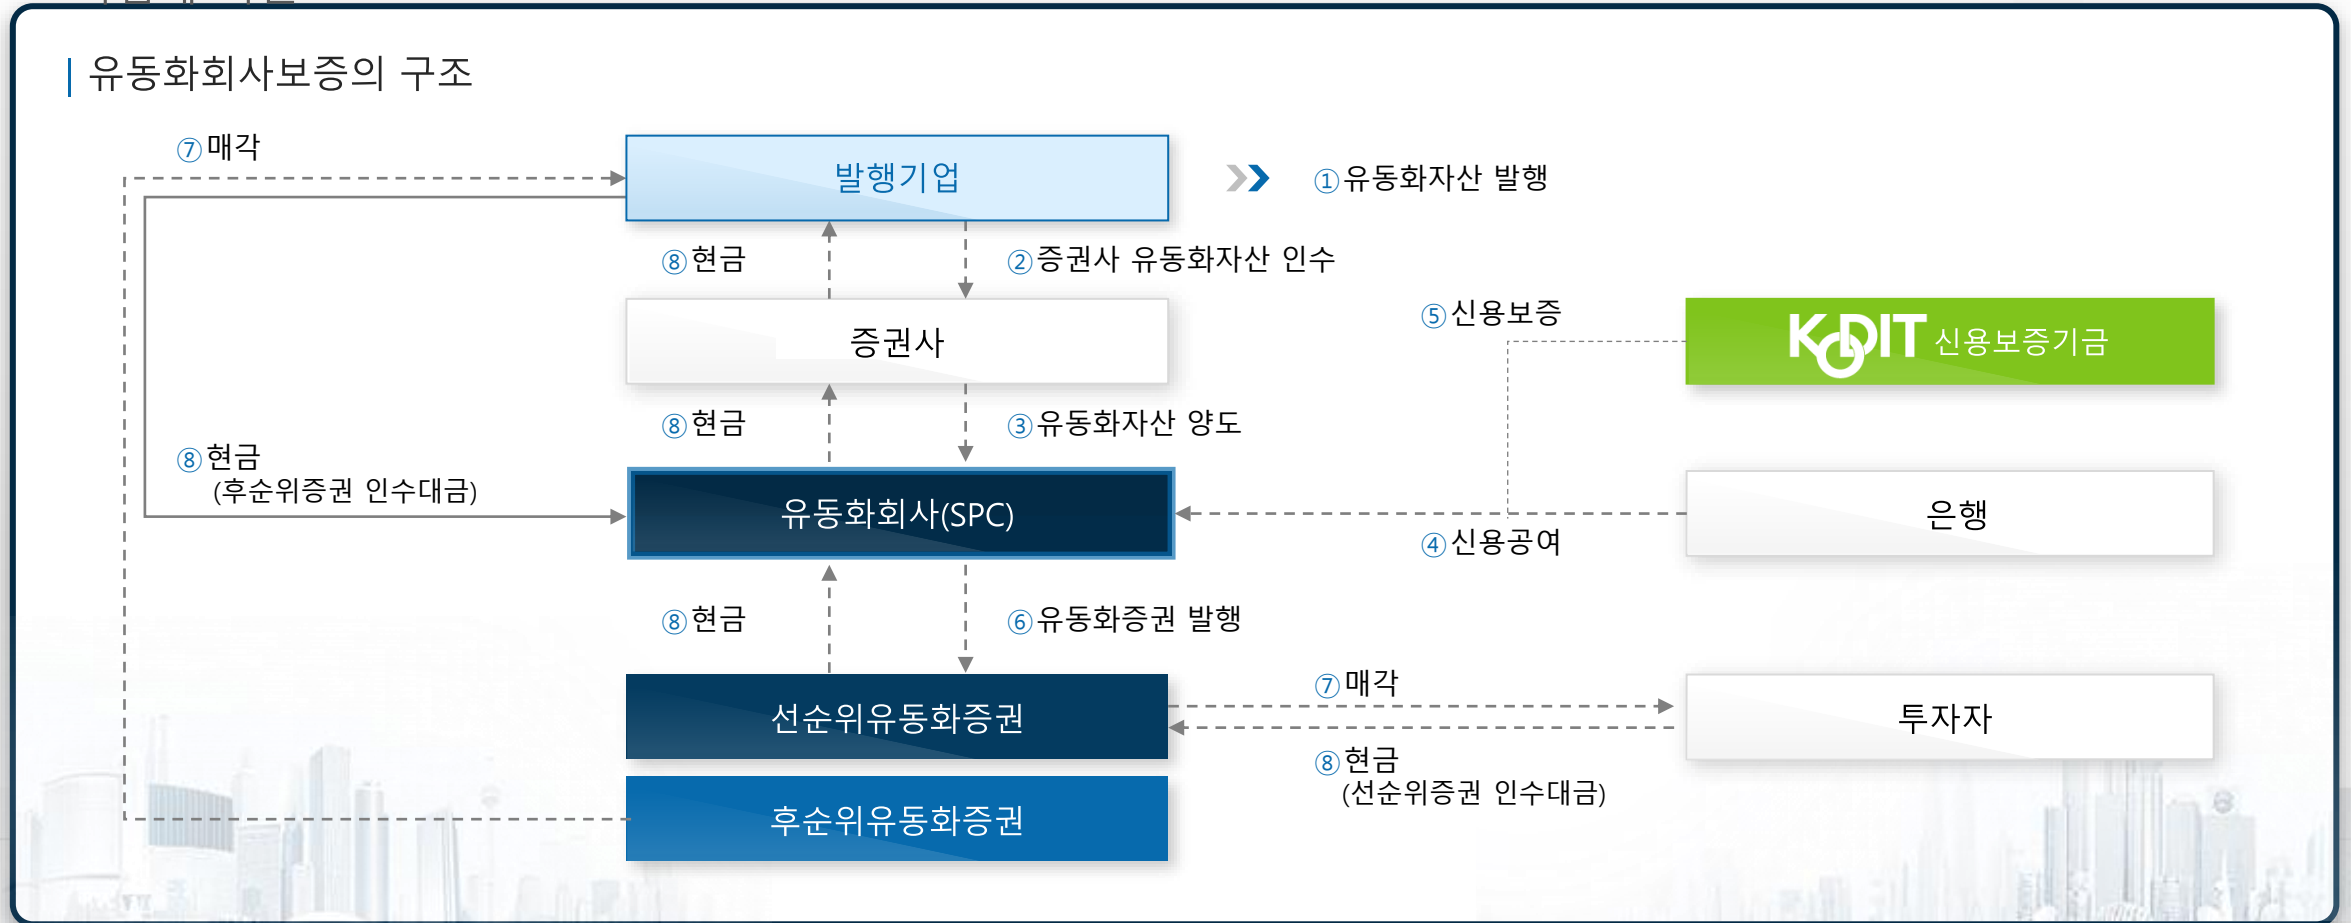 유동화회사보증의 구조
⑦매각
발행기업
①유동화자산 발행
⑧현금
②증권사 유동화자산 인수
⑤신용보증
증권사
KODIT 신용보증기금
⑧현금
③유동화자산 양도
⑧현금
(후순위증권 인수대금)
유동화회사(SPC)
은행
④신용공여
⑧현금
⑥유동화증권 발행
⑦매각
선순위유동화증권
투자자
⑧현금
(선순위증권 인수대금)
후순위유동화증권